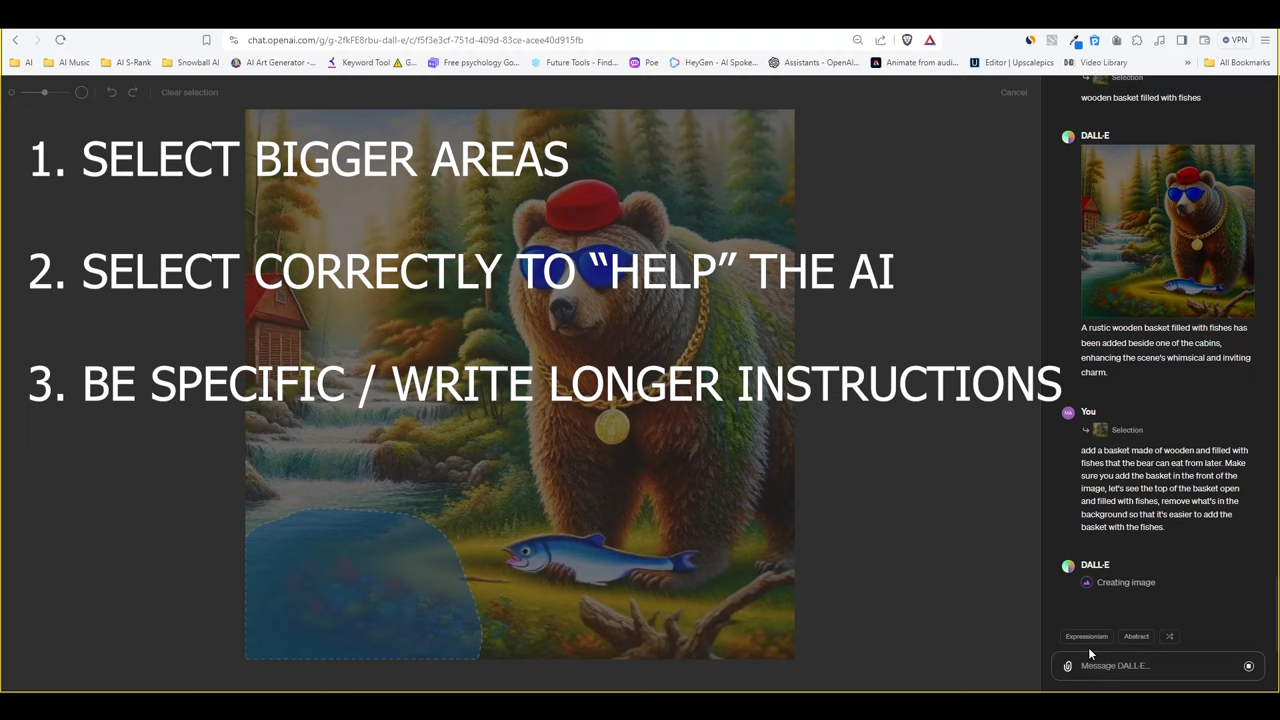 chat.openai.com/g/g-2fkFE8rbu-dall-e/c/f5f3e3cf-751d-409d-83ce-acee40d915fb
VPN
AI
AI Music
AI S-Rank
Snowball AI
AI Art Generator -...
Keyword Tool
G...
Free psychology Go...
Future Tools - Find...
Poe
HeyGen - AI Spoke...
Assistants - OpenAI...
Animate from audi...
Editor | Upscalepics
Video Library
»
All Bookmarks
Clear selection
Cancel
1. SELECT BIGGER AREAS
2. SELECT CORRECTLY TO “HELP” THE AI
3. BE SPECIFIC / WRITE LONGER INSTRUCTIONS
Selection
wooden basket filled with fishes
DALL·E
A rustic wooden basket filled with fishes has
been added beside one of the cabins,
enhancing the scene's whimsical and inviting
charm.
MA
You
Selection
add a basket made of wooden and filled with
fishes that the bear can eat from later. Make
sure you add the basket in the front of the
image, let's see the top of the basket open
and filled with fishes, remove what's in the
background so that it's easier to add the
basket with the fishes.
DALL·E
Creating image
Expressionism
Abstract
Message DALL·E...